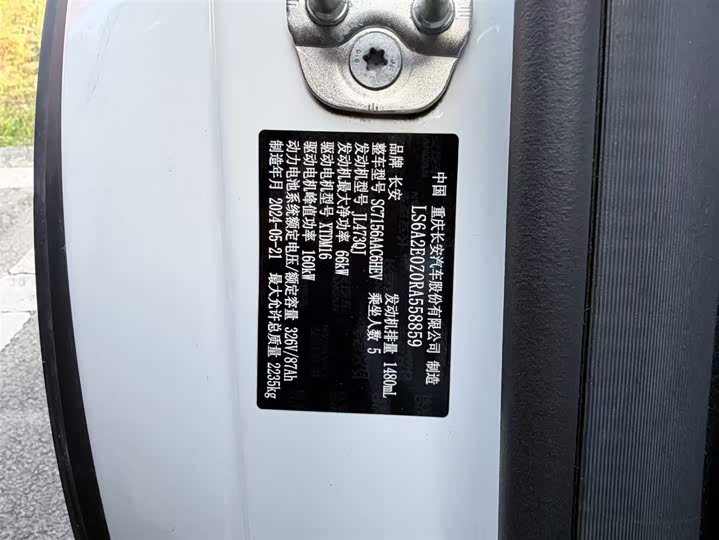 中国 重庆长安汽车股份有限公司 制造
LS6A2E0Z0RA558859
品牌 长安
整车型号 SC7156AAC6HEV 发动机排量 1480mL
发动机型号 JL473QJ 乘坐人数 5
发动机最大净功率 66kW
驱动电机型号 XTDM16
驱动电机峰值功率 160kW
动力电池系统额定电压/额定容量 326V/87Ah
制造年月 2024-05-21 最大允许总质量 2235kg